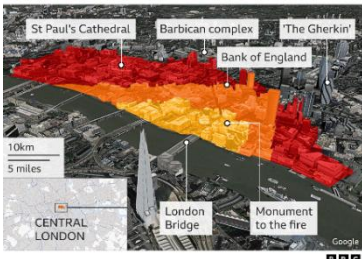 St Paul's Cathedral
Barbican complex
'The Gherkin'
Bank of England
10km
5 miles
CENTRAL
LONDON
London
Bridge
Monument
to the fire
Google
BBC